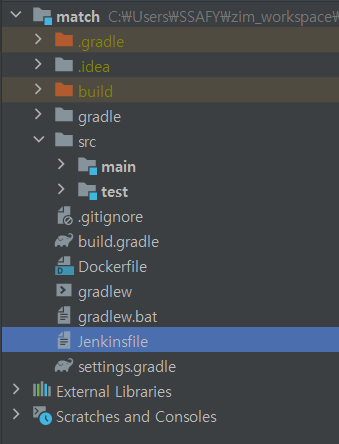 match C:₩Users₩SSAFY₩zim_workspace₩
.gradle
.idea
build
gradle
src
main
test
.gitignore
build.gradle
Dockerfile
gradlew
gradlew.bat
Jenkinsfile
settings.gradle
External Libraries
Scratches and Consoles